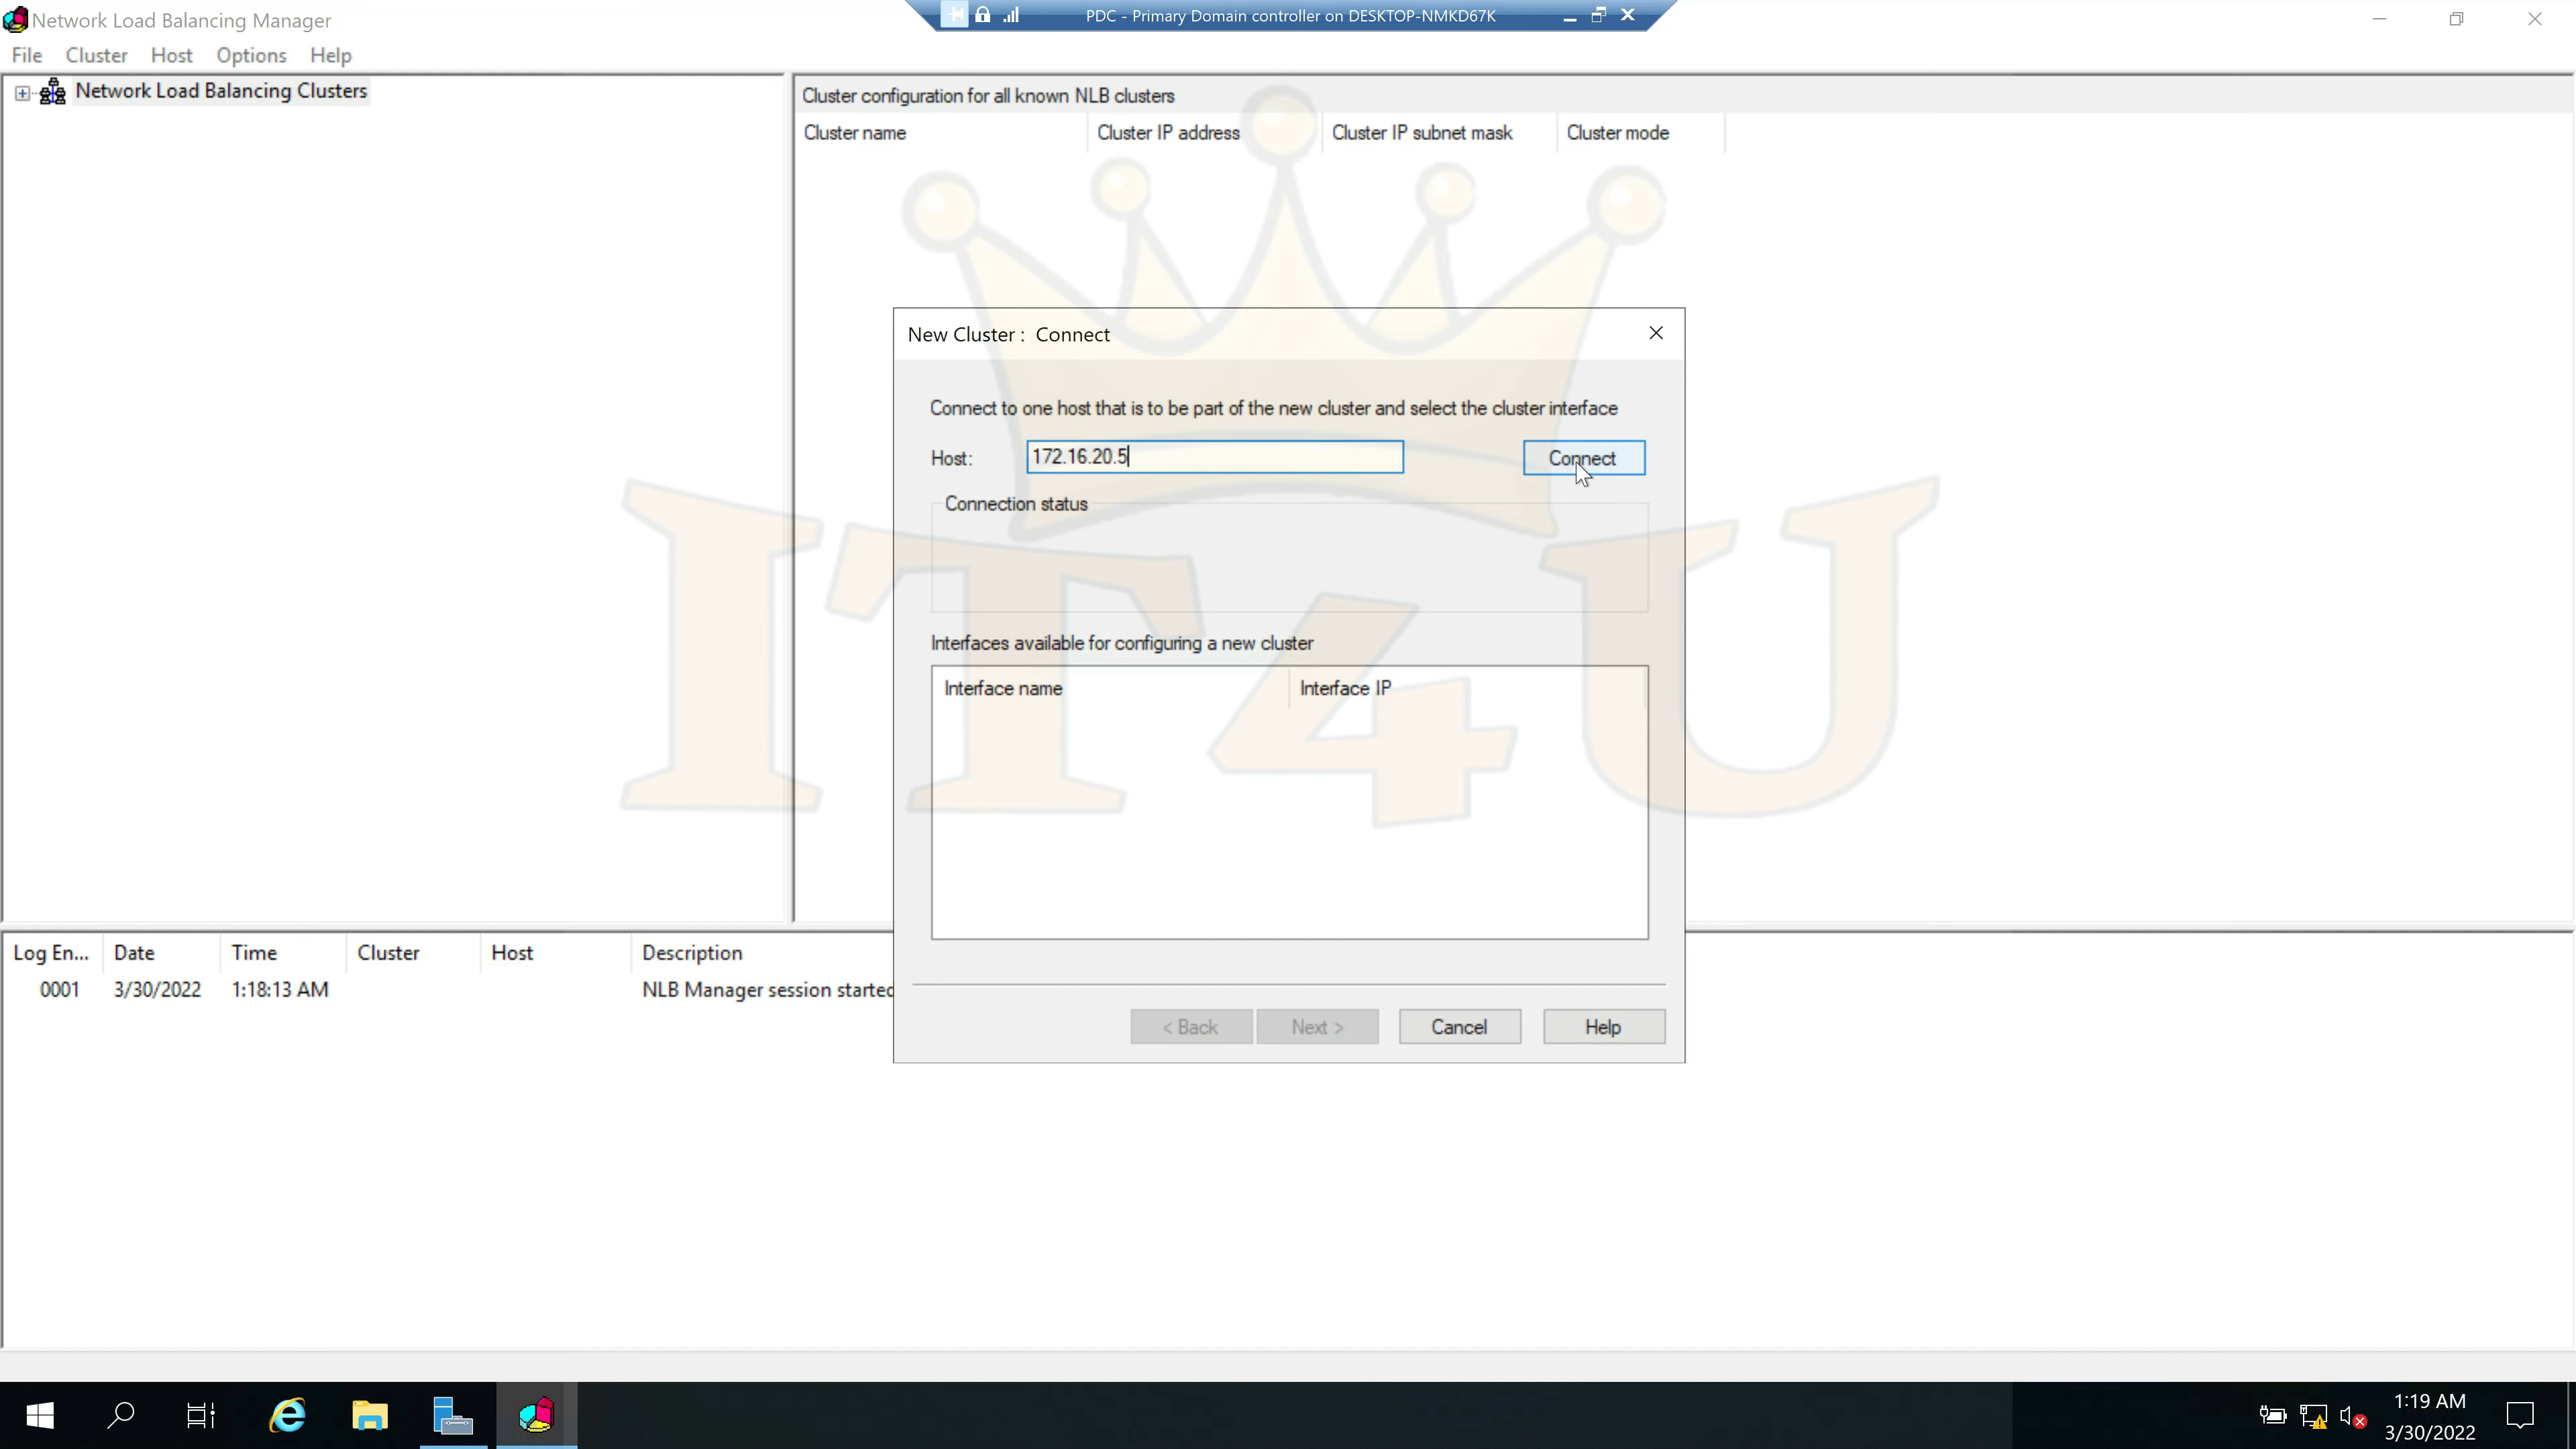 Network Load Balancing Manager
PDC - Primary Domain controller on DESKTOP-NMKD67K
File Cluster Host Options Help
Network Load Balancing Clusters
Cluster configuration for all known NLB clusters
Cluster name Cluster IP address Cluster IP subnet mask Cluster mode
New Cluster : Connect
Connect to one host that is to be part of the new cluster and select the cluster interface
Host: 172.16.20.5 Connect
Connection status
IT4U
Interfaces available for configuring a new cluster
Interface name Interface IP
Log En... Date Time Cluster Host Description
0001 3/30/2022 1:18:13 AM NLB Manager session started
< Back Next > Cancel Help
1:19 AM
3/30/2022